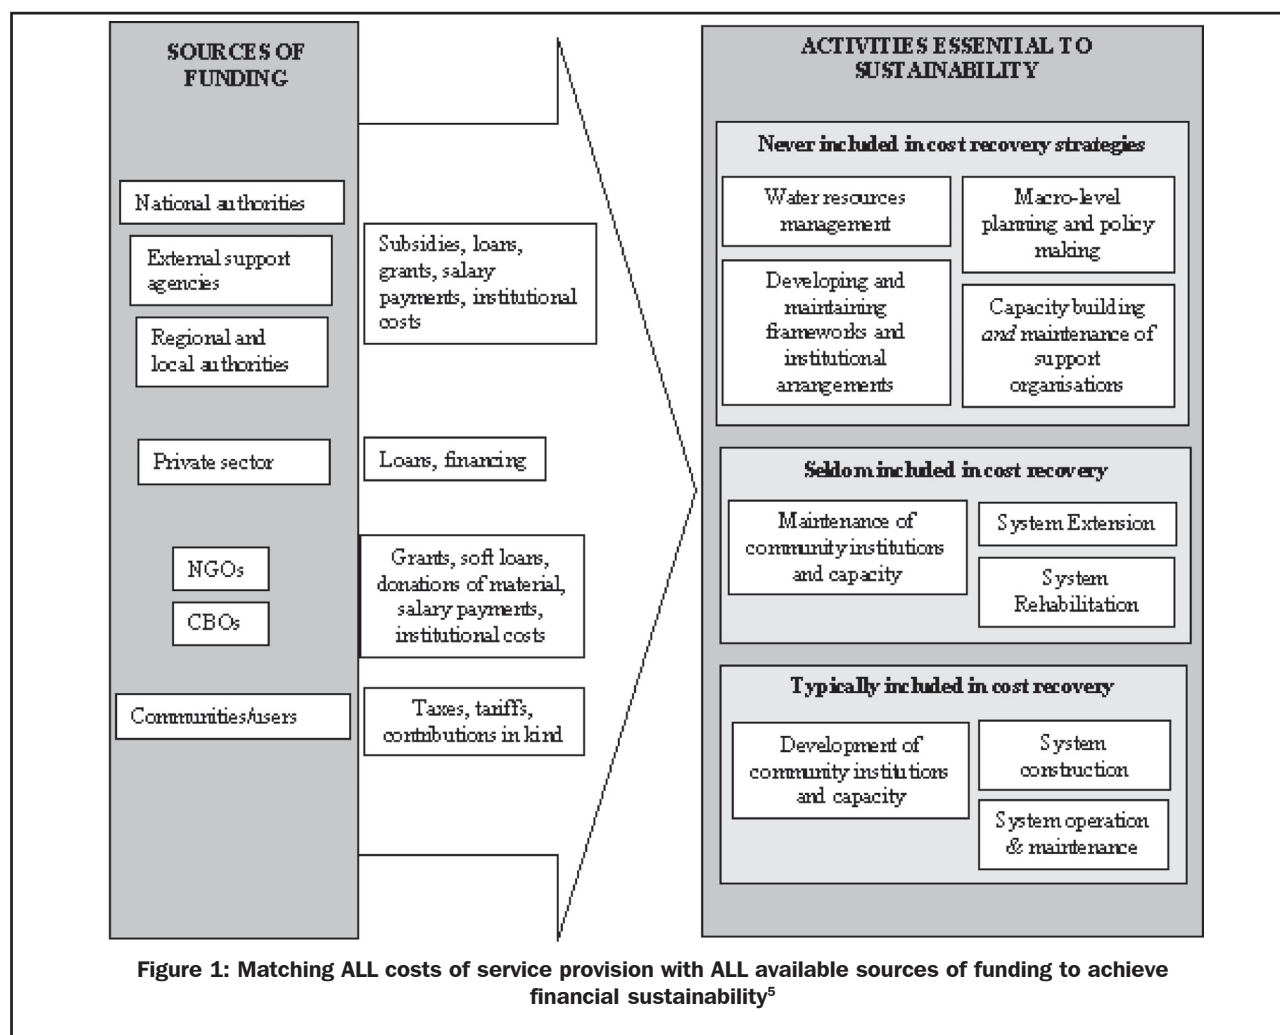 SOURCES OF
FUNDING
National authorities
External support
agencies
Regional and
local authorities
Private sector
NGOs
CBOs
Communities/users
Subsidies, loans,
grants, salary
payments, institutional
costs
Loans, financing
Grants, soft loans,
donations of material,
salary payments,
institutional costs
Taxes, tariffs,
contributions in kind
ACTIVITIES ESSENTIAL TO
SUSTAINABILITY
Never included in cost recovery strategies
Water resources
management
Macro-level
planning and policy
making
Developing and
maintaining
frameworks and
institutional
arrangements
Capacity building
and maintenance of
support
organisations
Seldom included in cost recovery
Maintenance of
community institutions
and capacity
System Extension
System
Rehabilitation
Typically included in cost recovery
Development of
community institutions
and capacity
System
construction
System operation
& maintenance
Figure 1: Matching ALL costs of service provision with ALL available sources of funding to achieve
financial sustainability⁵